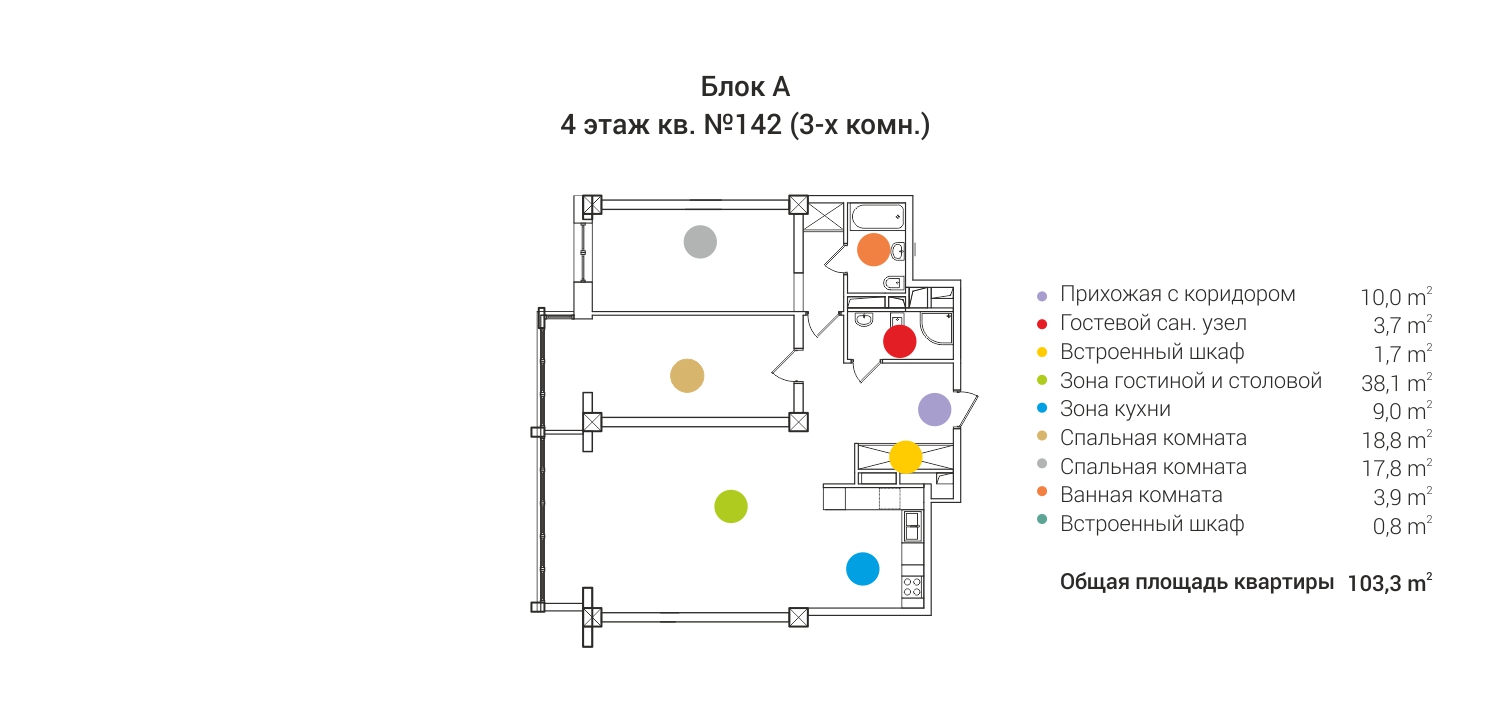 Блок А
4 этаж кв. №142 (3-х комн.)
Прихожая с коридором 10,0 m²
Гостевой сан. узел 3,7 m²
Встроенный шкаф 1,7 m²
Зона гостиной и столовой 38,1 m²
Зона кухни 9,0 m²
Спальная комната 18,8 m²
Спальная комната 17,8 m²
Ванная комната 3,9 m²
Встроенный шкаф 0,8 m²
Общая площадь квартиры 103,3 m²